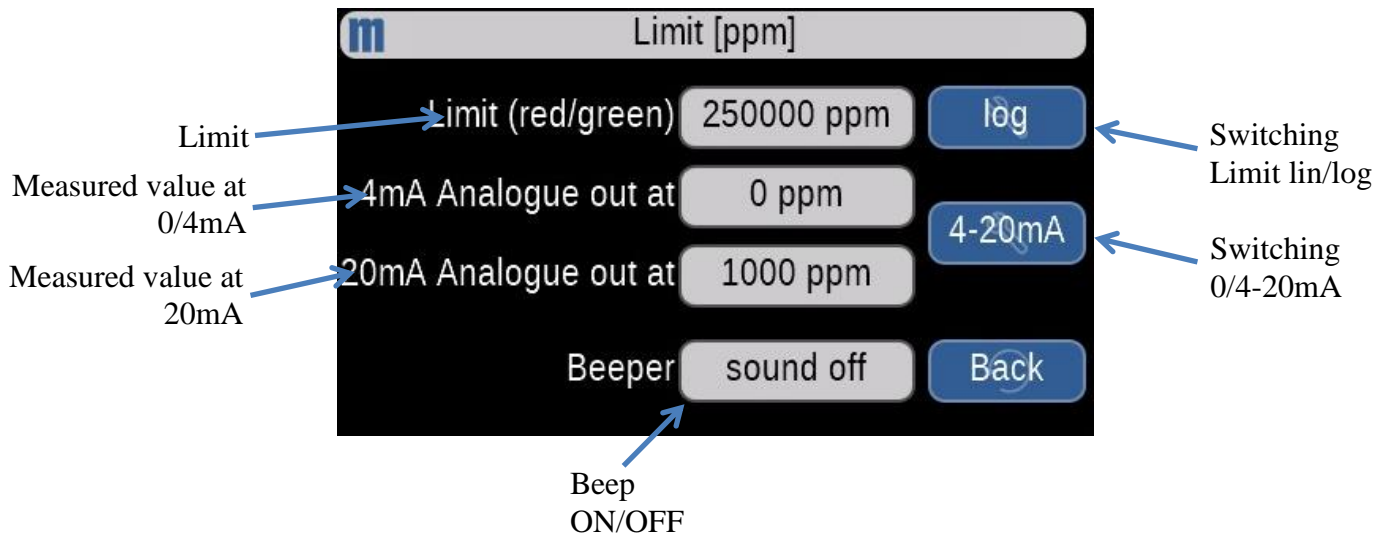 m
Limit [ppm]
Limit (red/green) 250000 ppm log
4mA Analogue out at 0 ppm
4-20mA
20mA Analogue out at 1000 ppm
Beeper sound off Back
Limit
Measured value at
0/4mA
Measured value at
20mA
Switching
Limit lin/log
Switching
0/4-20mA
Beep
ON/OFF